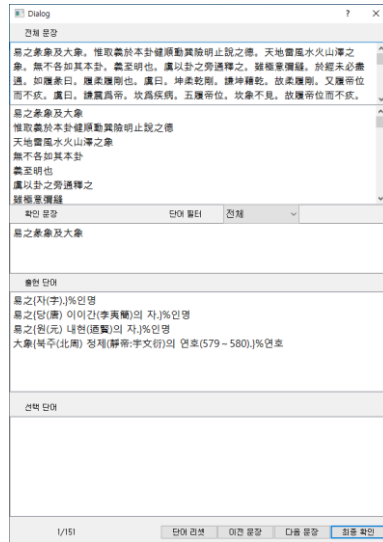 Dialog
전체 문장
易之彖象及大象。惟取義於本卦健順動巽險明止說之德。天地雷風水火山澤之
象。無不各如其本卦。義至明也。虞以卦之旁通釋之。雖極意彌縫。於經未必盡
通。如履彖曰。履柔履剛也。虞曰。坤柔乾剛。謙坤藉乾。故柔履剛。又履帝位
而不疚。虞曰。謙震爲帝。坎爲疾病。五履帝位。坎象不見。故履帝位而不疚。
易之彖象及大象
惟取義於本卦健順動巽險明止說之德
天地雷風水火山澤之象
無不各如其本卦
義至明也
虞以卦之旁通釋之
雖極意彌縫
확인 문장
단어 필터
전체
易之彖象及大象
출현 단어
易之{자(字).}%인명
易之{당(唐) 이이간(李夷簡)의 자.}%인명
易之{원(元) 내현(迺賢)의 자.}%인명
大象{북주(北周) 정제(靜帝:宇文衍)의 연호(579～580).}%연호
선택 단어
1/151
단어 리셋
이전 문장
다음 문장
최종 확인